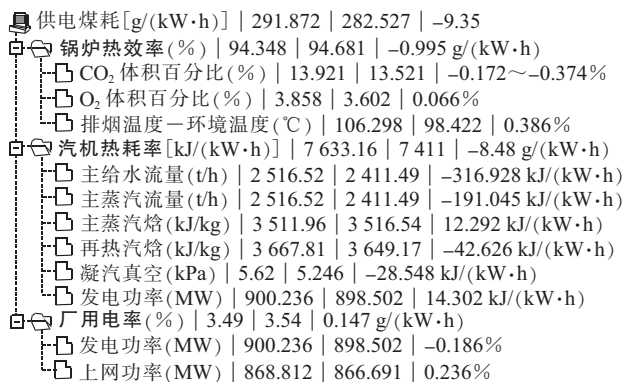 供电煤耗[g/(kW·h)]│291.872│282.527│-9.35
锅炉热效率(%)│94.348│94.681│-0.995 g/(kW·h)
CO₂体积百分比(%)│13.921│13.521│-0.172～-0.374%
O₂体积百分比(%)│3.858│3.602│0.066%
排烟温度－环境温度(℃)│106.298│98.422│0.386%
汽机热耗率[kJ/(kW·h)]│7 633.16│7 411│-8.48 g/(kW·h)
主给水流量(t/h)│2 516.52│2 411.49│-316.928 kJ/(kW·h)
主蒸汽流量(t/h)│2 516.52│2 411.49│-191.045 kJ/(kW·h)
主蒸汽焓(kJ/kg)│3 511.96│3 516.54│12.292 kJ/(kW·h)
再热汽焓(kJ/kg)│3 667.81│3 649.17│-42.626 kJ/(kW·h)
凝汽真空(kPa)│5.62│5.246│-28.548 kJ/(kW·h)
发电功率(MW)│900.236│898.502│14.302 kJ/(kW·h)
厂用电率(%)│3.49│3.54│0.147 g/(kW·h)
发电功率(MW)│900.236│898.502│-0.186%
上网功率(MW)│868.812│866.691│0.236%